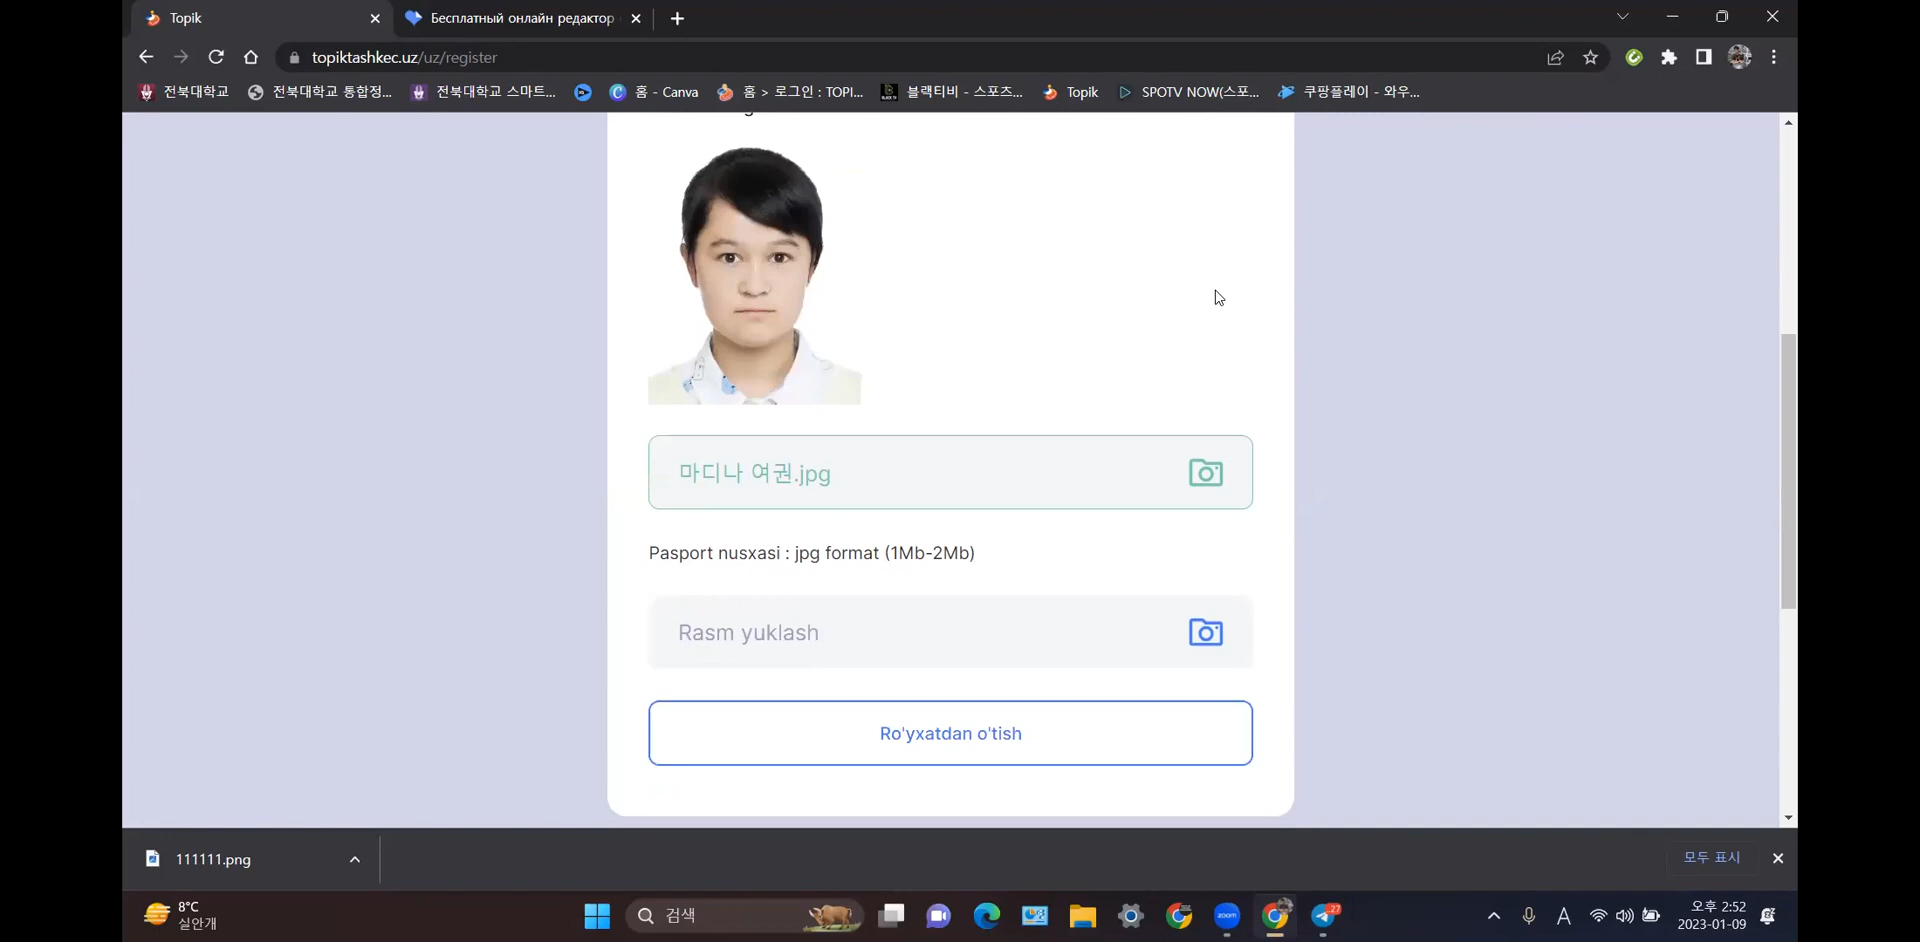 Topik
Бесплатный онлайн редактор
topiktashkec.uz/uz/register
전북대학교
전북대학교 통합정...
전북대학교 스마트...
홈 - Canva
홈 > 로그인 : TOPI...
블랙티비 - 스포츠...
Topik
SPOTV NOW(스포...
쿠팡플레이 - 와우...
마디나 여권.jpg
Pasport nusxasi : jpg format (1Mb-2Mb)
Rasm yuklash
Ro'yxatdan o'tish
111111.png
모두 표시
8°C
실안개
검색
zoom
27
A
오후 2:52
2023-01-09